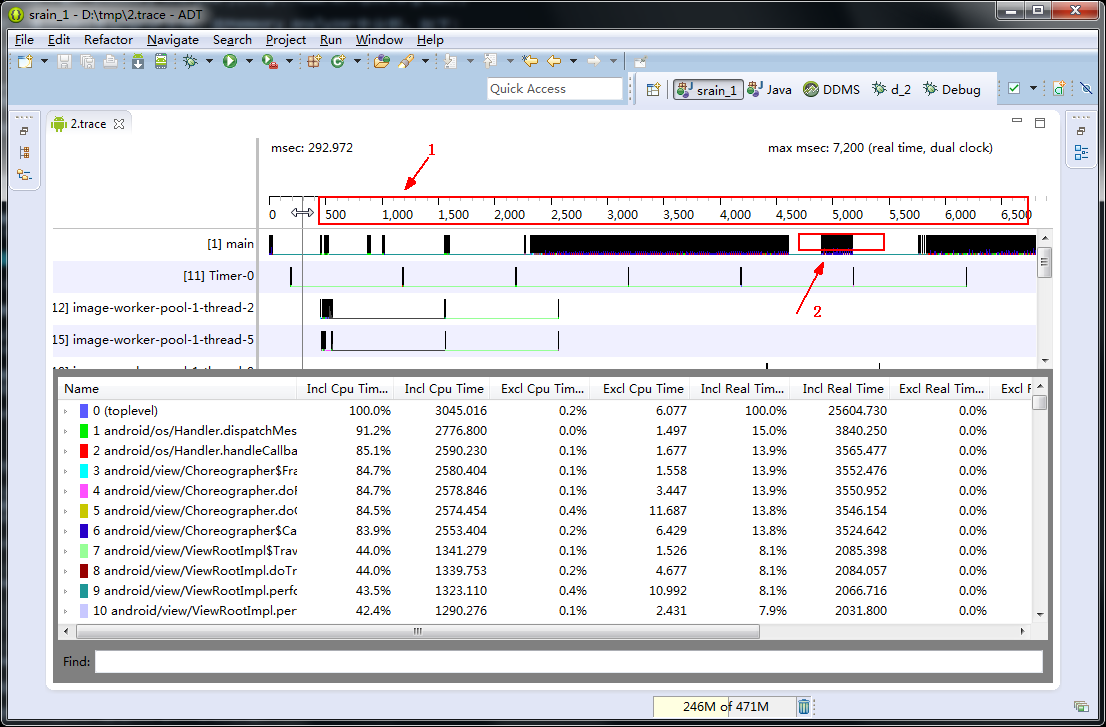 srain_1 - D:\tmp\2.trace - ADT
File Edit Refactor Navigate Search Project Run Window Help
Quick Access
srain_1 Java DDMS d_2 Debug
2.trace
msec: 292.972 max msec: 7,200 (real time, dual clock)
1
0 500 1,000 1,500 2,000 2,500 3,000 3,500 4,000 4,500 5,000 5,500 6,000 6,500
[1] main
[11] Timer-0
2
12] image-worker-pool-1-thread-2
15] image-worker-pool-1-thread-5
Name Incl Cpu Tim... Incl Cpu Time Excl Cpu Tim... Excl Cpu Time Incl Real Tim... Incl Real Time Excl Real Tim... Excl F
0 (toplevel) 100.0% 3045.016 0.2% 6.077 100.0% 25604.730 0.0%
1 android/os/Handler.dispatchMes 91.2% 2776.800 0.0% 1.497 15.0% 3840.250 0.0%
2 android/os/Handler.handleCallba 85.1% 2590.230 0.1% 1.677 13.9% 3565.477 0.0%
3 android/view/Choreographer$Fra 84.7% 2580.404 0.1% 1.558 13.9% 3552.476 0.0%
4 android/view/Choreographer.doF 84.7% 2578.846 0.1% 3.447 13.9% 3550.952 0.0%
5 android/view/Choreographer.doC 84.5% 2574.454 0.4% 11.687 13.8% 3546.154 0.0%
6 android/view/Choreographer$Ca 83.9% 2553.404 0.2% 6.429 13.8% 3524.642 0.0%
7 android/view/ViewRootImpl$Trav 44.0% 1341.279 0.1% 1.526 8.1% 2085.398 0.0%
8 android/view/ViewRootImpl.doTr 44.0% 1339.753 0.2% 4.677 8.1% 2084.057 0.0%
9 android/view/ViewRootImpl.perfo 43.5% 1323.110 0.4% 10.992 8.1% 2066.716 0.0%
10 android/view/ViewRootImpl.per 42.4% 1290.276 0.1% 2.431 7.9% 2031.800 0.0%
Find:
246M of 471M